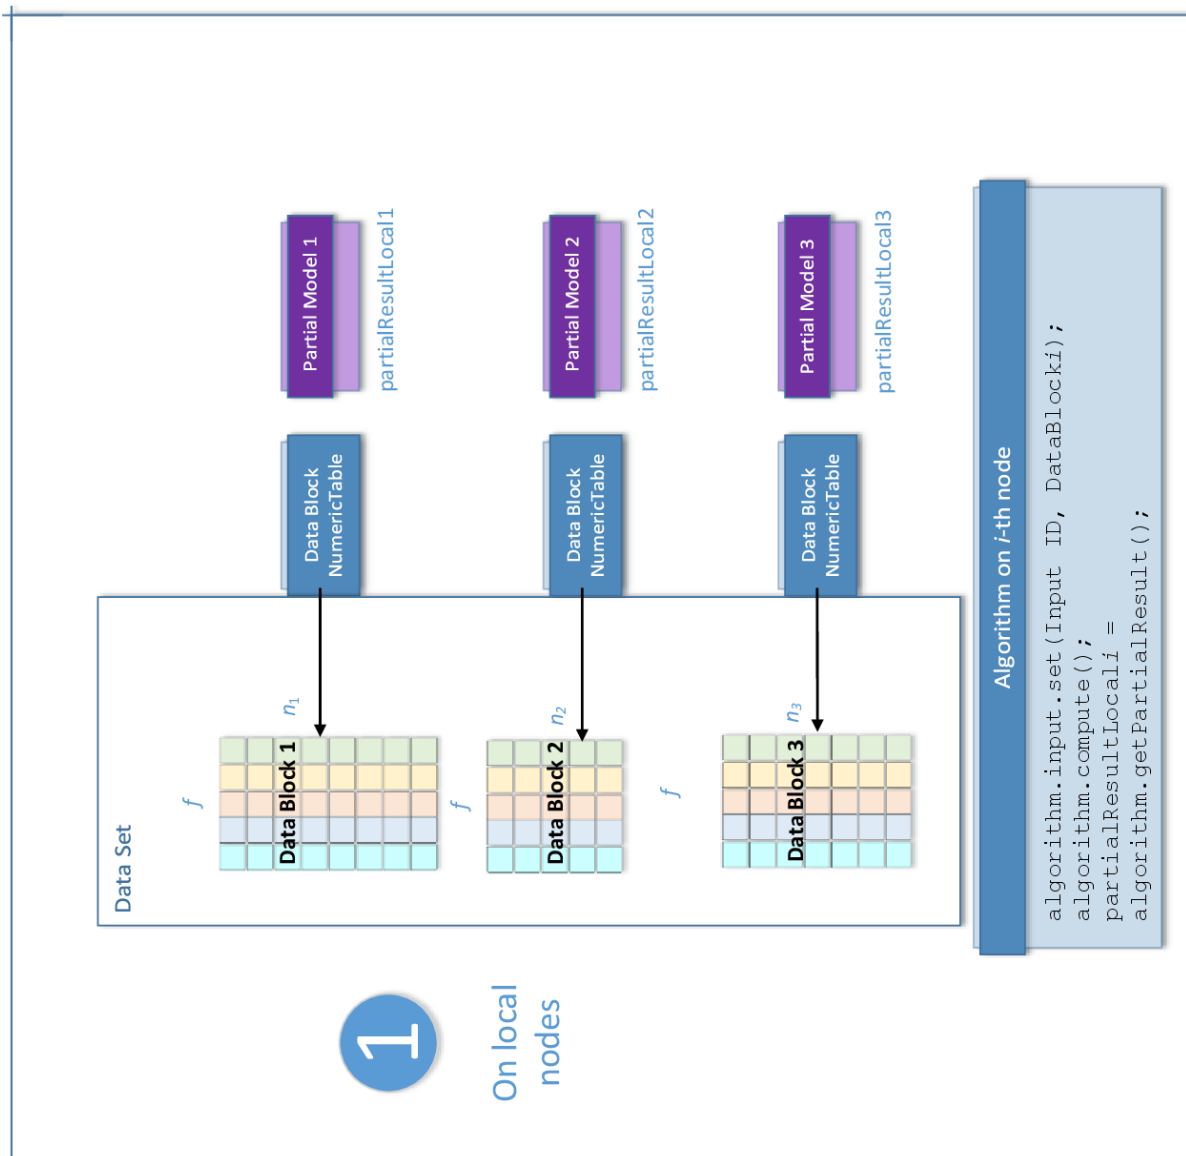 1
On local
nodes
Data Set
f
Data Block 1
n1
Data Block
NumericTable
Partial Model 1
partialResultLocal1
f
Data Block 2
n2
Data Block
NumericTable
Partial Model 2
partialResultLocal2
f
Data Block 3
n3
Data Block
NumericTable
Partial Model 3
partialResultLocal3
Algorithm on i-th node
algorithm.input.set(Input ID, DataBlocki);
algorithm.compute();
partialResultLocali =
algorithm.getPartialResult();